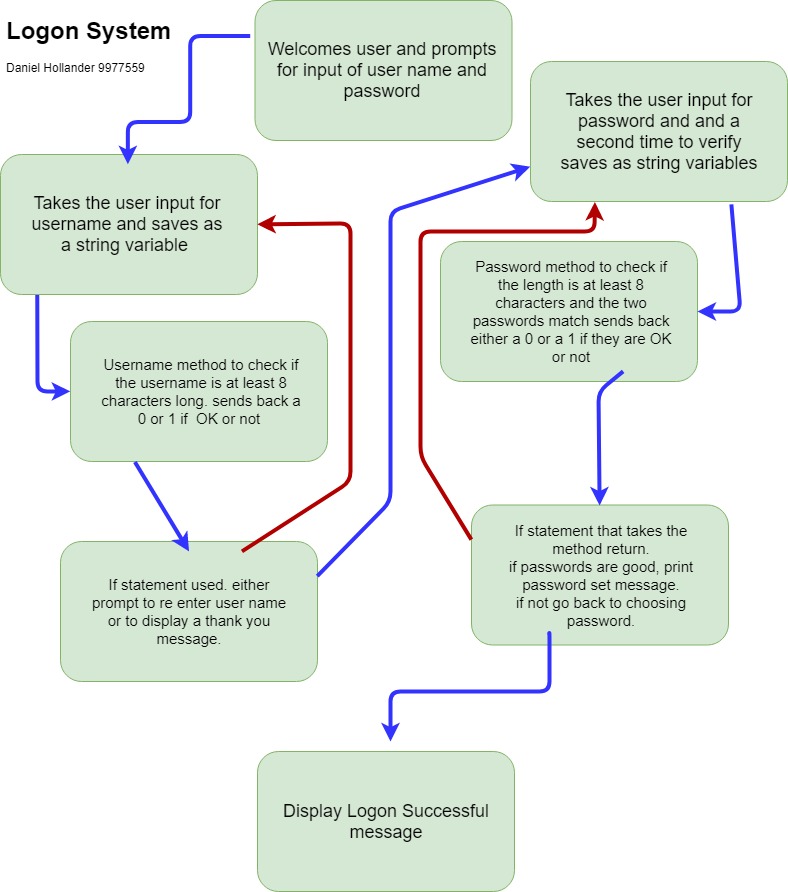 Logon System
Daniel Hollander 9977559
Welcomes user and prompts
for input of user name and
password
Takes the user input for
username and saves as
a string variable
Username method to check if
the username is at least 8
characters long. sends back a
0 or 1 if  OK or not
If statement used. either
prompt to re enter user name
or to display a thank you
message.
Takes the user input for
password and and a
second time to verify
saves as string variables
Password method to check if
the length is at least 8
characters and the two
passwords match sends back
either a 0 or a 1 if they are OK
or not
If statement that takes the
method return.
if passwords are good, print
password set message.
if not go back to choosing
password.
Display Logon Successful
message